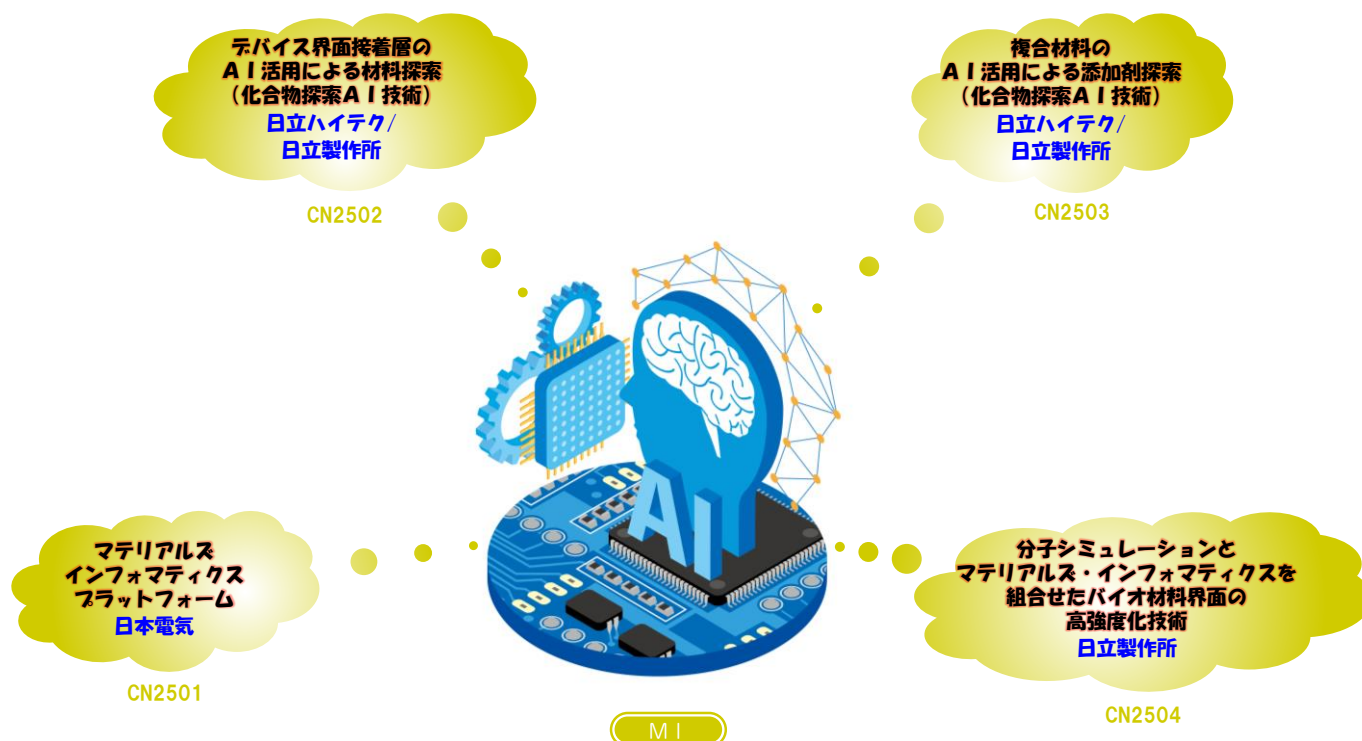 デバイス界面接着層の
AI活用による材料探索
(化合物探索AI技術)
日立ハイテク/
日立製作所
CN2502
複合材料の
AI活用による添加剤探索
(化合物探索AI技術)
日立ハイテク/
日立製作所
CN2503
AI
マテリアルズ
インフォマティクス
プラットフォーム
日本電気
CN2501
分子シミュレーションと
マテリアルズ・インフォマティクスを
組合せたバイオ材料界面の
高強度化技術
日立製作所
CN2504
MI